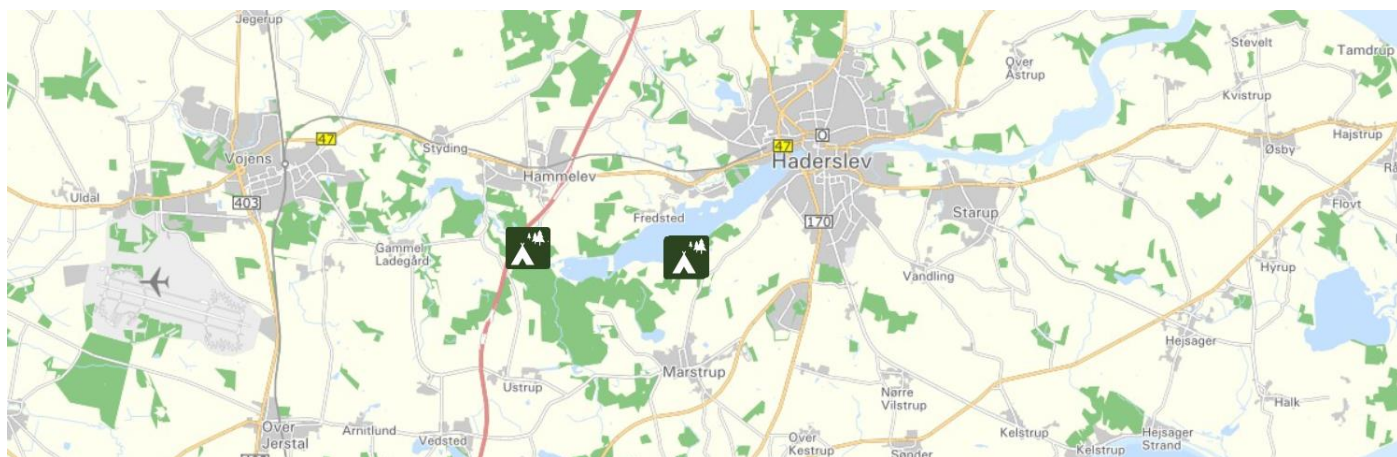 Jegerup
Stevelt
Tamdrup
Over
Åstrup
Kvistrup
47
Styding
47
Hajstrup
Vojens
Haderslev
Øsby
Hammelev
Uldal
403
Fredsted
170
Starup
Flovt
Gammel
Ladegård
Vandling
Hyrup
Hejsager
Marstrup
Ustrup
Nørre
Vilstrup
Halk
Over
Jerstal
Arnitlund
Vedsted
Over
Kestrup
Kelstrup
Hejsager
Strand
Kelstrup
Sønder